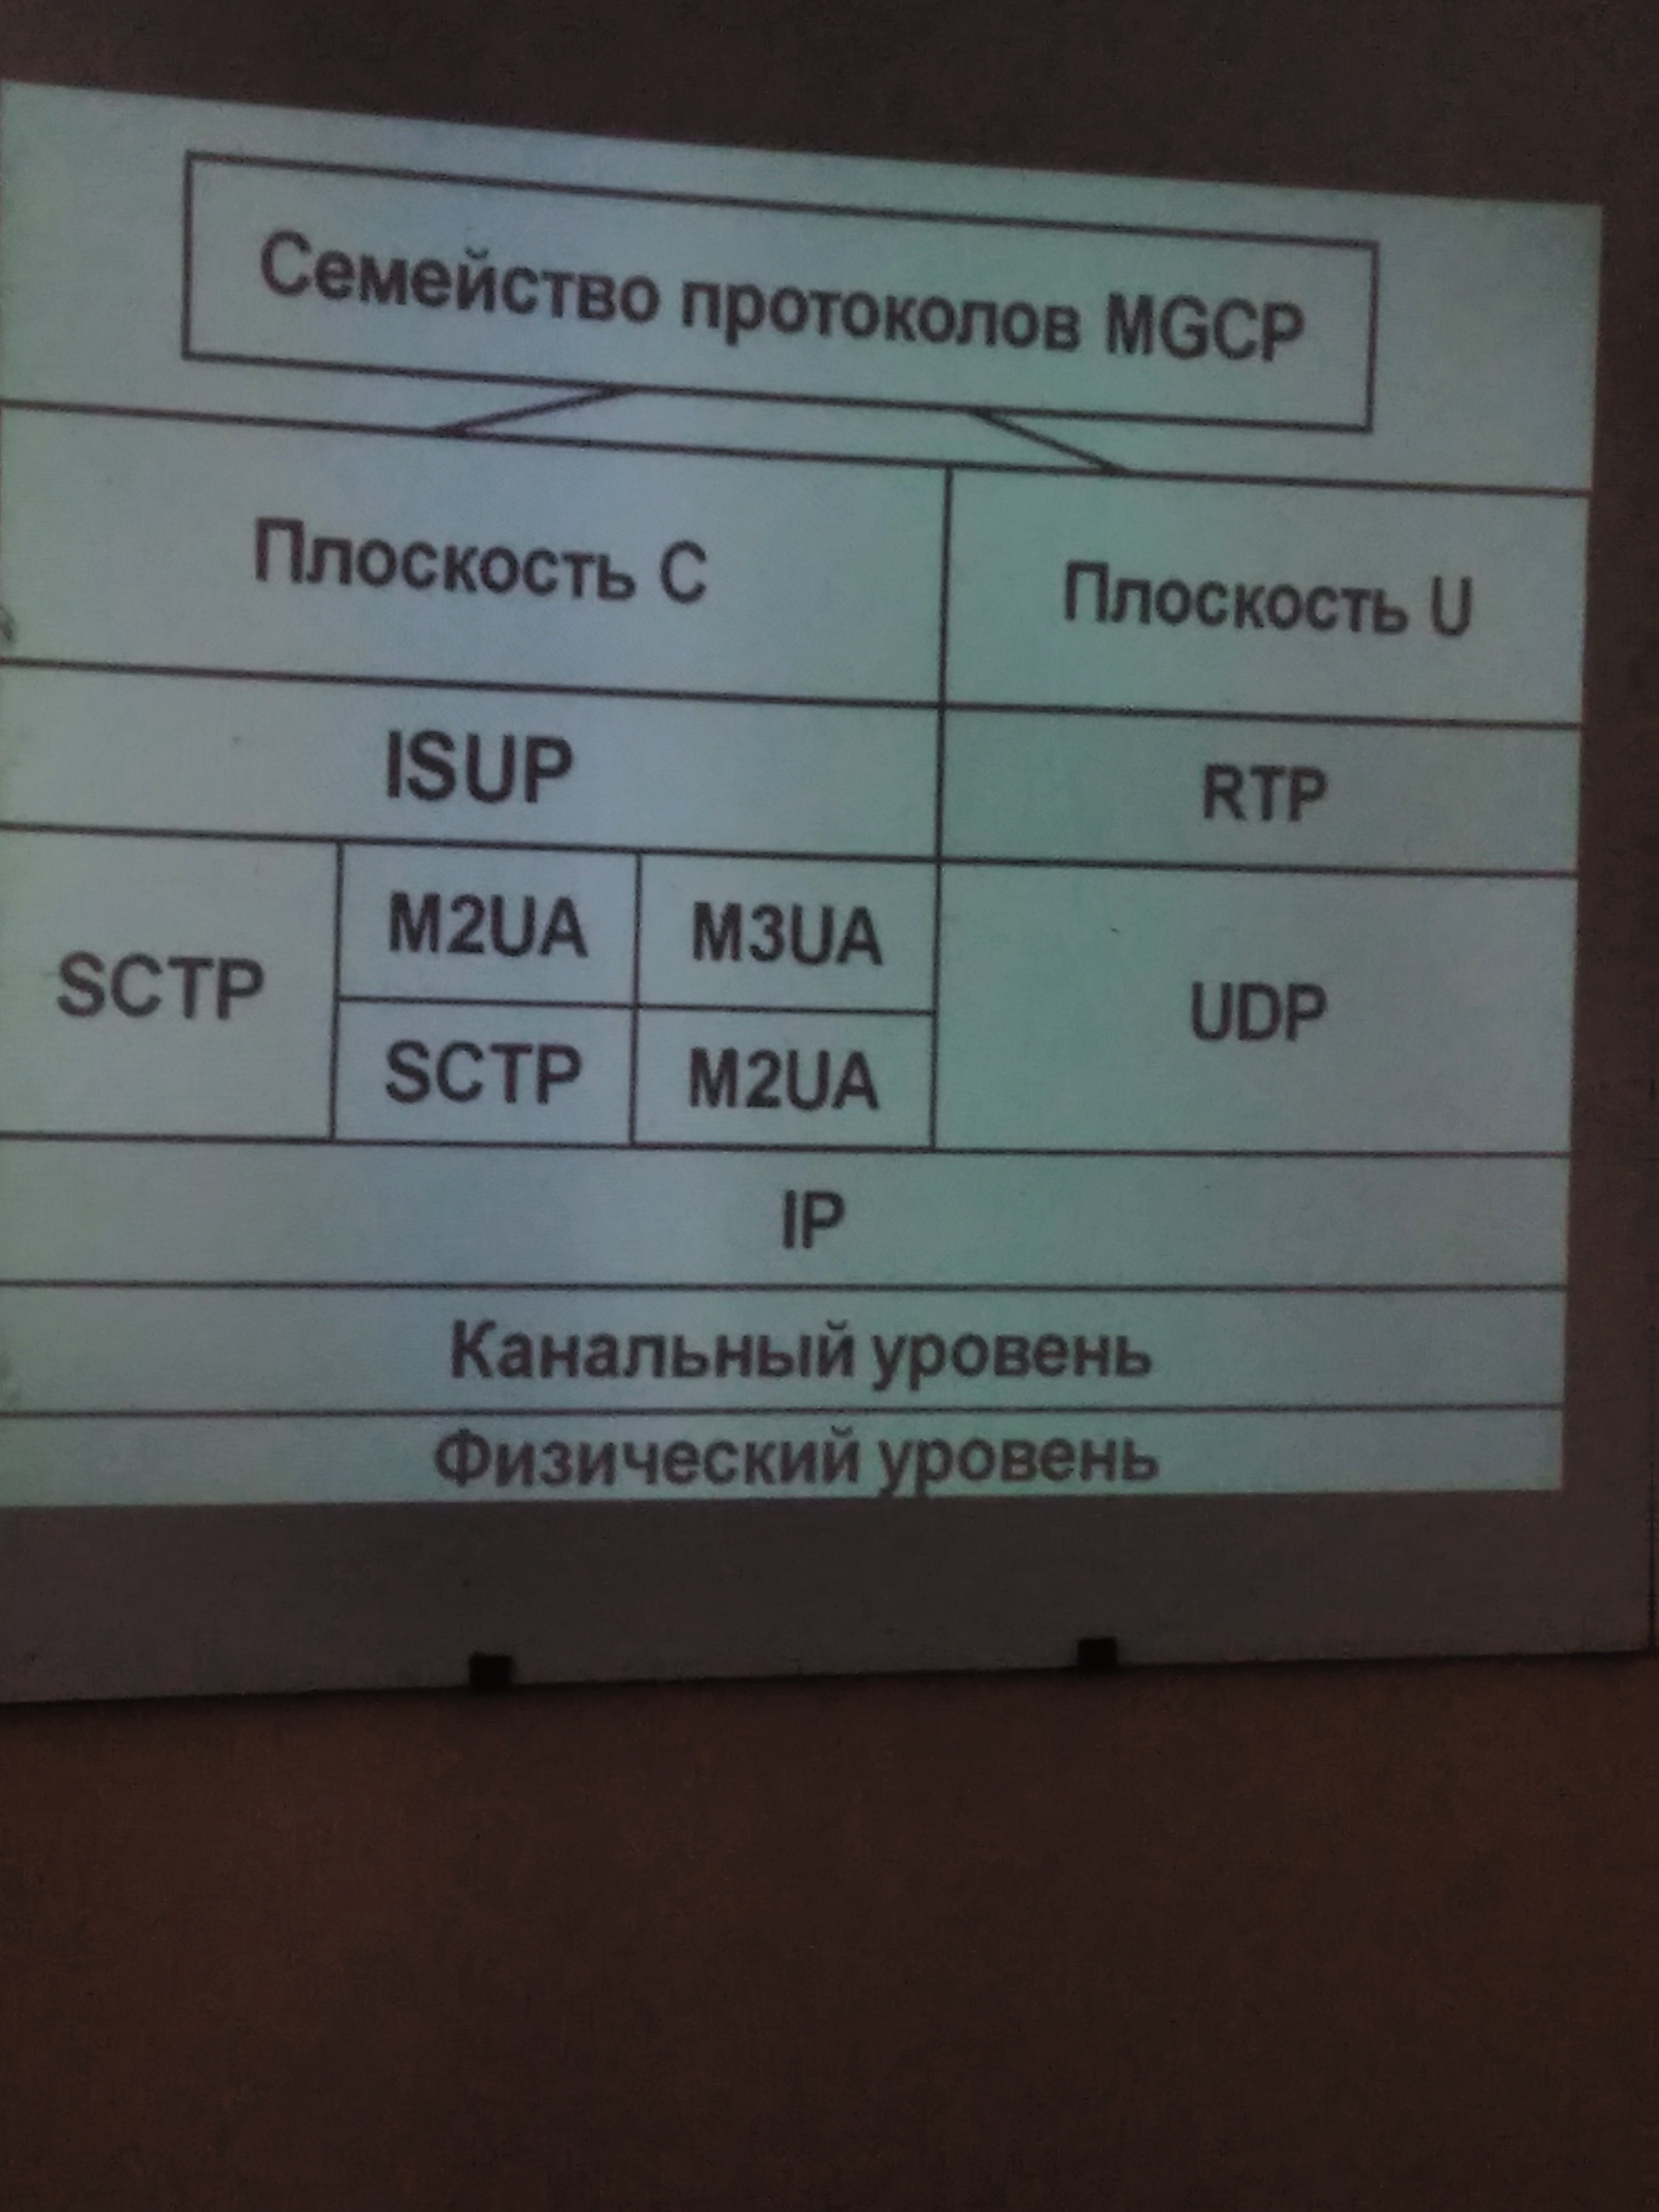 Семейство протоколов MGCP
Плоскость C
Плоскость U
ISUP
RTP
SCTP
M2UA
M3UA
SCTP
M2UA
UDP
IP
Канальный уровень
Физический уровень